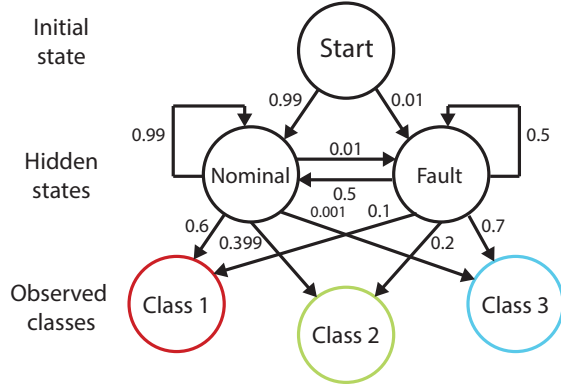 Initial
state
Start
0.99
0.01
0.99
0.01
0.5
Hidden
states
Nominal
Fault
0.5
0.6
0.399
0.001
0.1
0.2
0.7
Observed
classes
Class 1
Class 2
Class 3